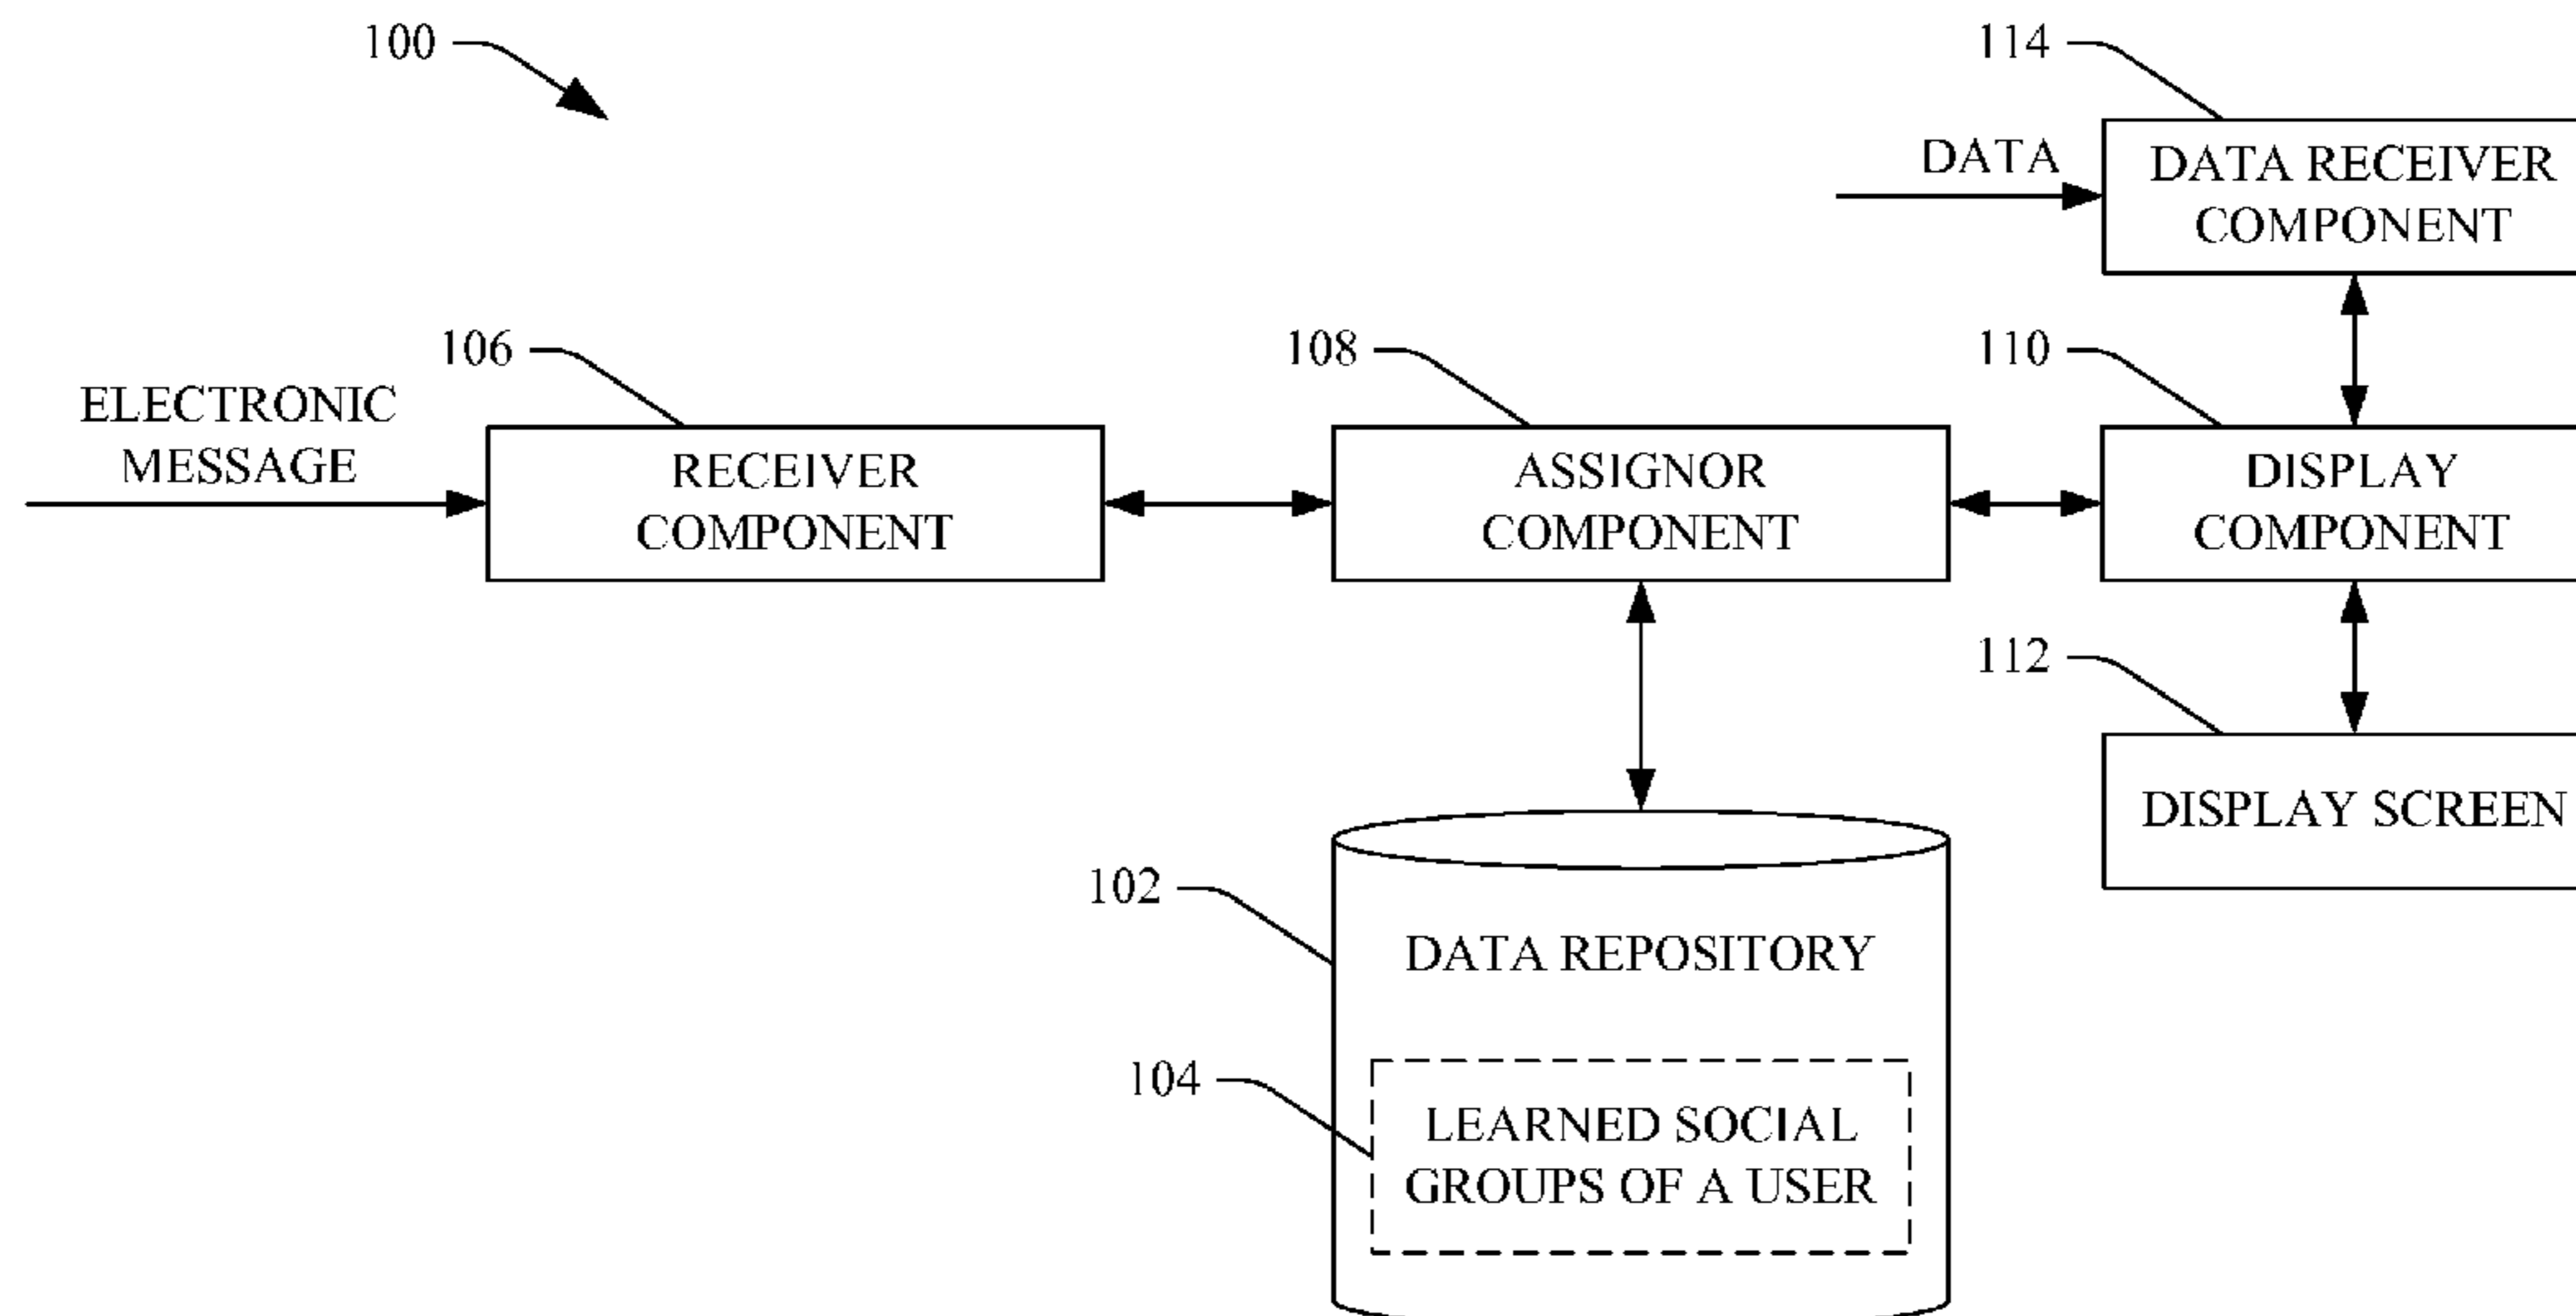 100
114
DATA
DATA RECEIVER
COMPONENT
106
108
110
ELECTRONIC
MESSAGE
RECEIVER
COMPONENT
ASSIGNOR
COMPONENT
DISPLAY
COMPONENT
112
DISPLAY SCREEN
102
DATA REPOSITORY
104
LEARNED SOCIAL
GROUPS OF A USER